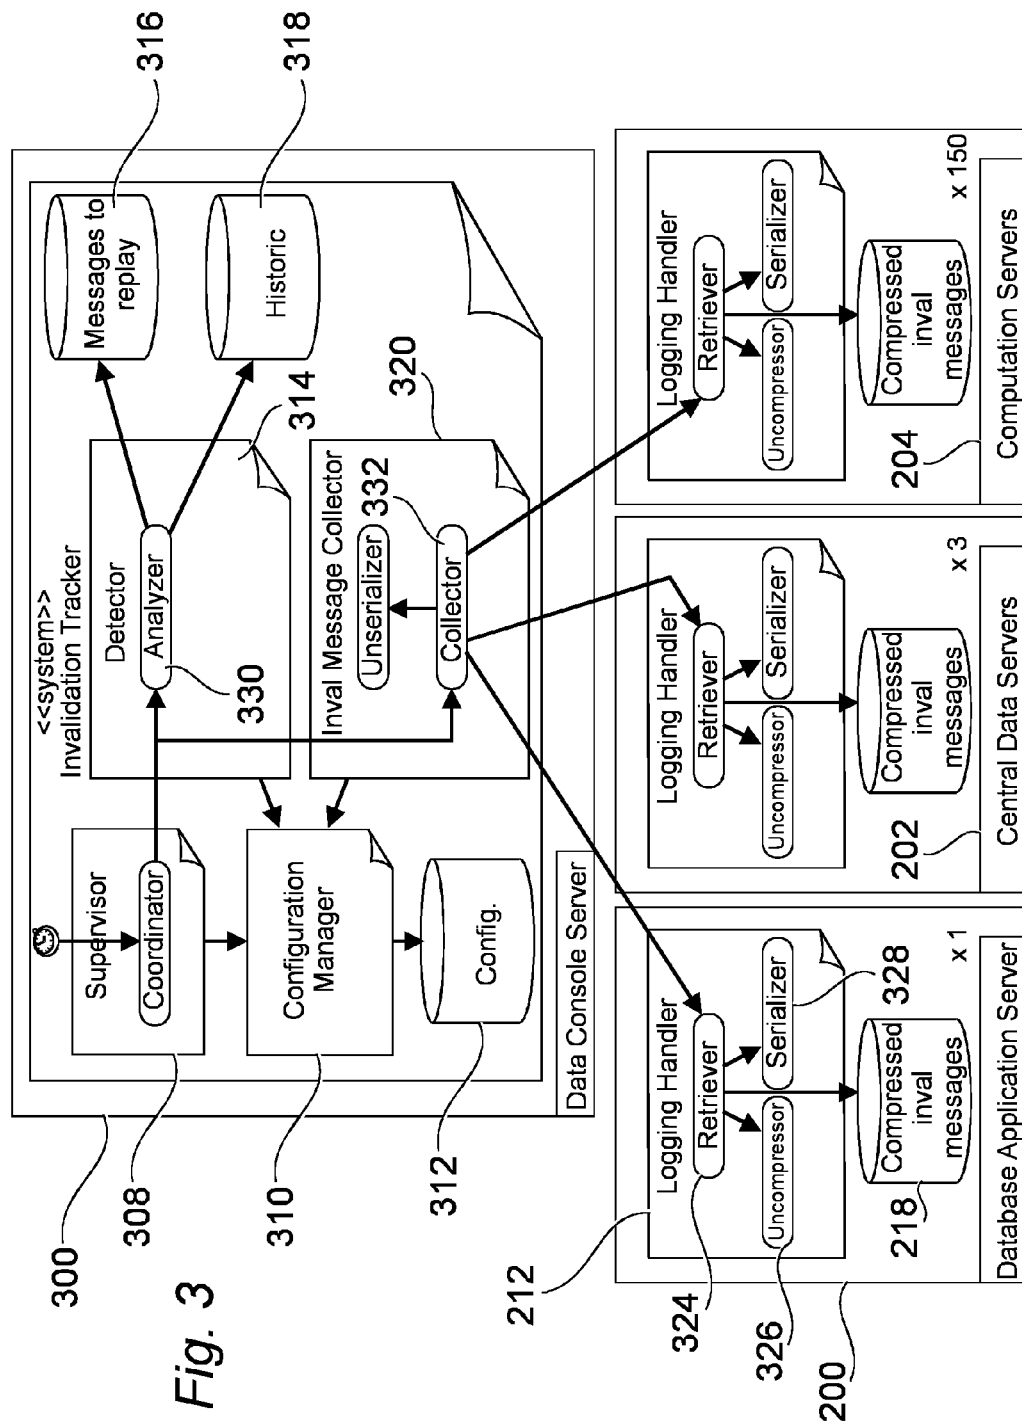 Fig. 3
300
308
310
312
316
318
314
320
<<system>>
Invalidation Tracker
Supervisor
Coordinator
Configuration
Manager
Config.
Detector
Analyzer
330
Inval Message Collector
Unserializer
332
Collector
Messages to
replay
Historic
Data Console Server
212
324
326
200
Logging Handler
Retriever
Uncompressor
Serializer
328
Compressed
inval
messages
218
x 1
Database Application Server
Logging Handler
Retriever
Uncompressor
Serializer
Compressed
inval
messages
202
x 3
Central Data Servers
Logging Handler
Retriever
Uncompressor
Serializer
Compressed
inval
messages
204
x 150
Computation Servers